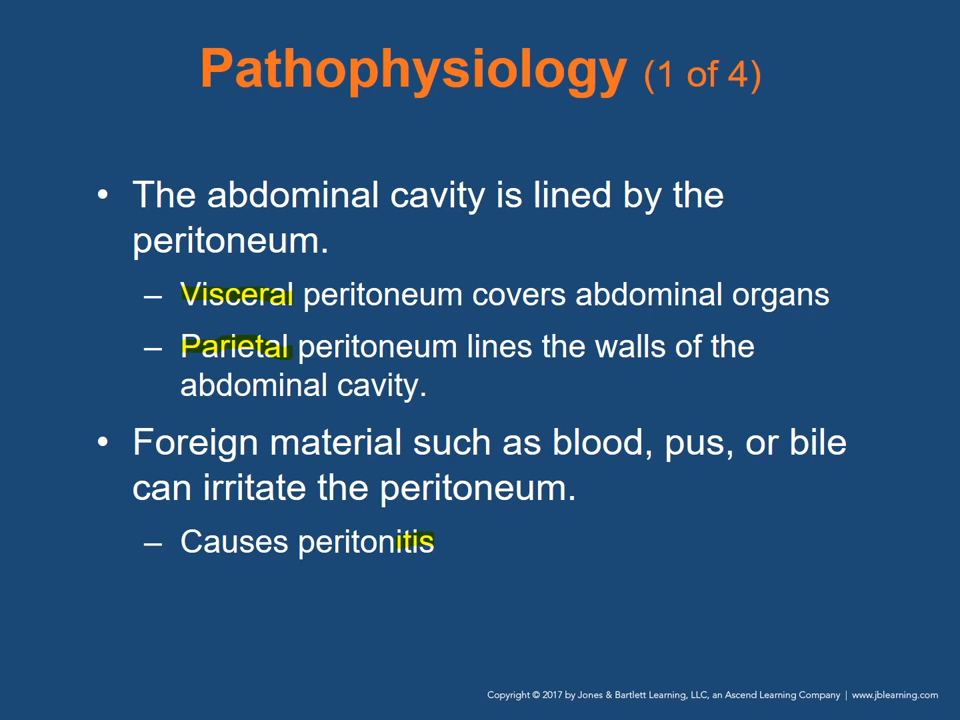 Pathophysiology (1 of 4)
• The abdominal cavity is lined by the
peritoneum.
– Visceral peritoneum covers abdominal organs
– Parietal peritoneum lines the walls of the
abdominal cavity.
• Foreign material such as blood, pus, or bile
can irritate the peritoneum.
– Causes peritonitis
Copyright © 2017 by Jones & Bartlett Learning, LLC, an Ascend Learning Company | www.jblearning.com